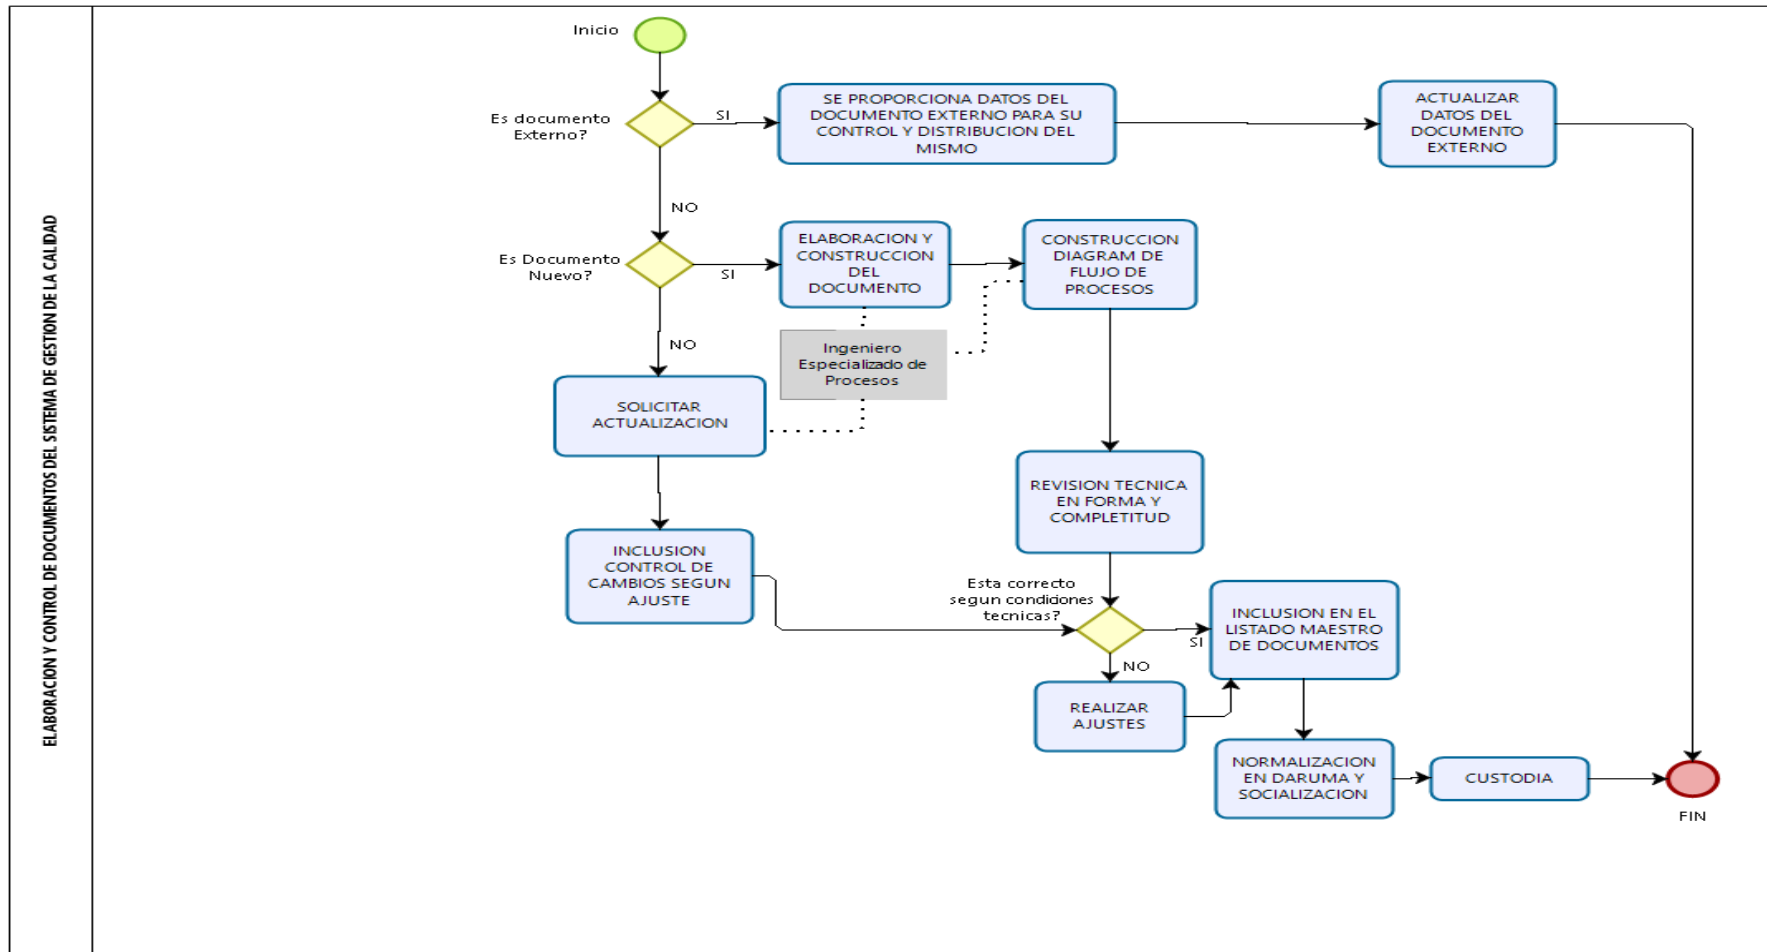 ELABORACION Y CONTROL DE DOCUMENTOS DEL SISTEMA DE GESTION DE LA CALIDAD
Inicio
Es documento
Externo?
SI
SE PROPORCIONA DATOS DEL
DOCUMENTO EXTERNO PARA SU
CONTROL Y DISTRIBUCION DEL
MISMO
ACTUALIZAR
DATOS DEL
DOCUMENTO
EXTERNO
NO
Es Documento
Nuevo?
SI
ELABORACION Y
CONSTRUCCION
DEL
DOCUMENTO
CONSTRUCCION
DIAGRAM DE
FLUJO DE
PROCESOS
NO
Ingeniero
Especializado de
Procesos
SOLICITAR
ACTUALIZACION
REVISION TECNICA
EN FORMA Y
COMPLETITUD
INCLUSION
CONTROL DE
CAMBIOS SEGUN
AJUSTE
Esta correcto
segun condiciones
tecnicas?
SI
INCLUSION EN EL
LISTADO MAESTRO
DE DOCUMENTOS
NO
REALIZAR
AJUSTES
NORMALIZACION
EN DARUMA Y
SOCIALIZACION
CUSTODIA
FIN